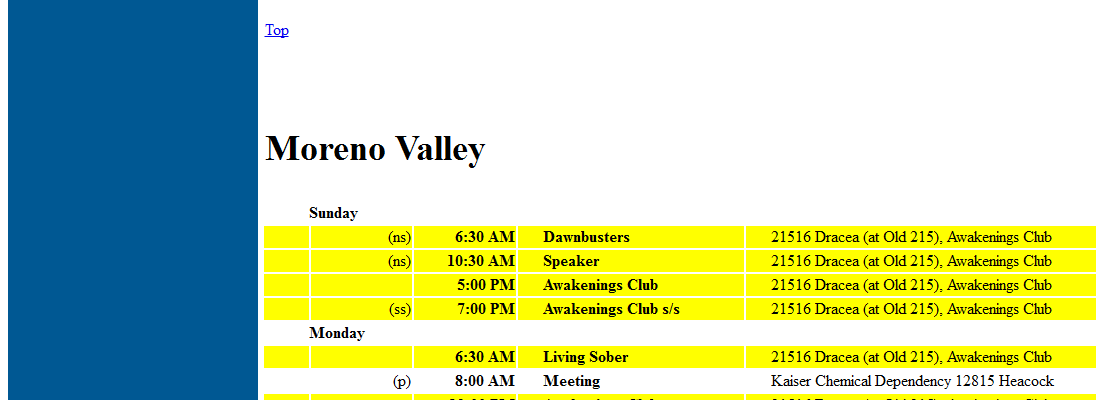 Top
Moreno Valley
Sunday
(ns) 6:30 AM Dawnbusters 21516 Dracea (at Old 215), Awakenings Club
(ns) 10:30 AM Speaker 21516 Dracea (at Old 215), Awakenings Club
5:00 PM Awakenings Club 21516 Dracea (at Old 215), Awakenings Club
(ss) 7:00 PM Awakenings Club s/s 21516 Dracea (at Old 215), Awakenings Club
Monday
6:30 AM Living Sober 21516 Dracea (at Old 215), Awakenings Club
(p) 8:00 AM Meeting Kaiser Chemical Dependency 12815 Heacock